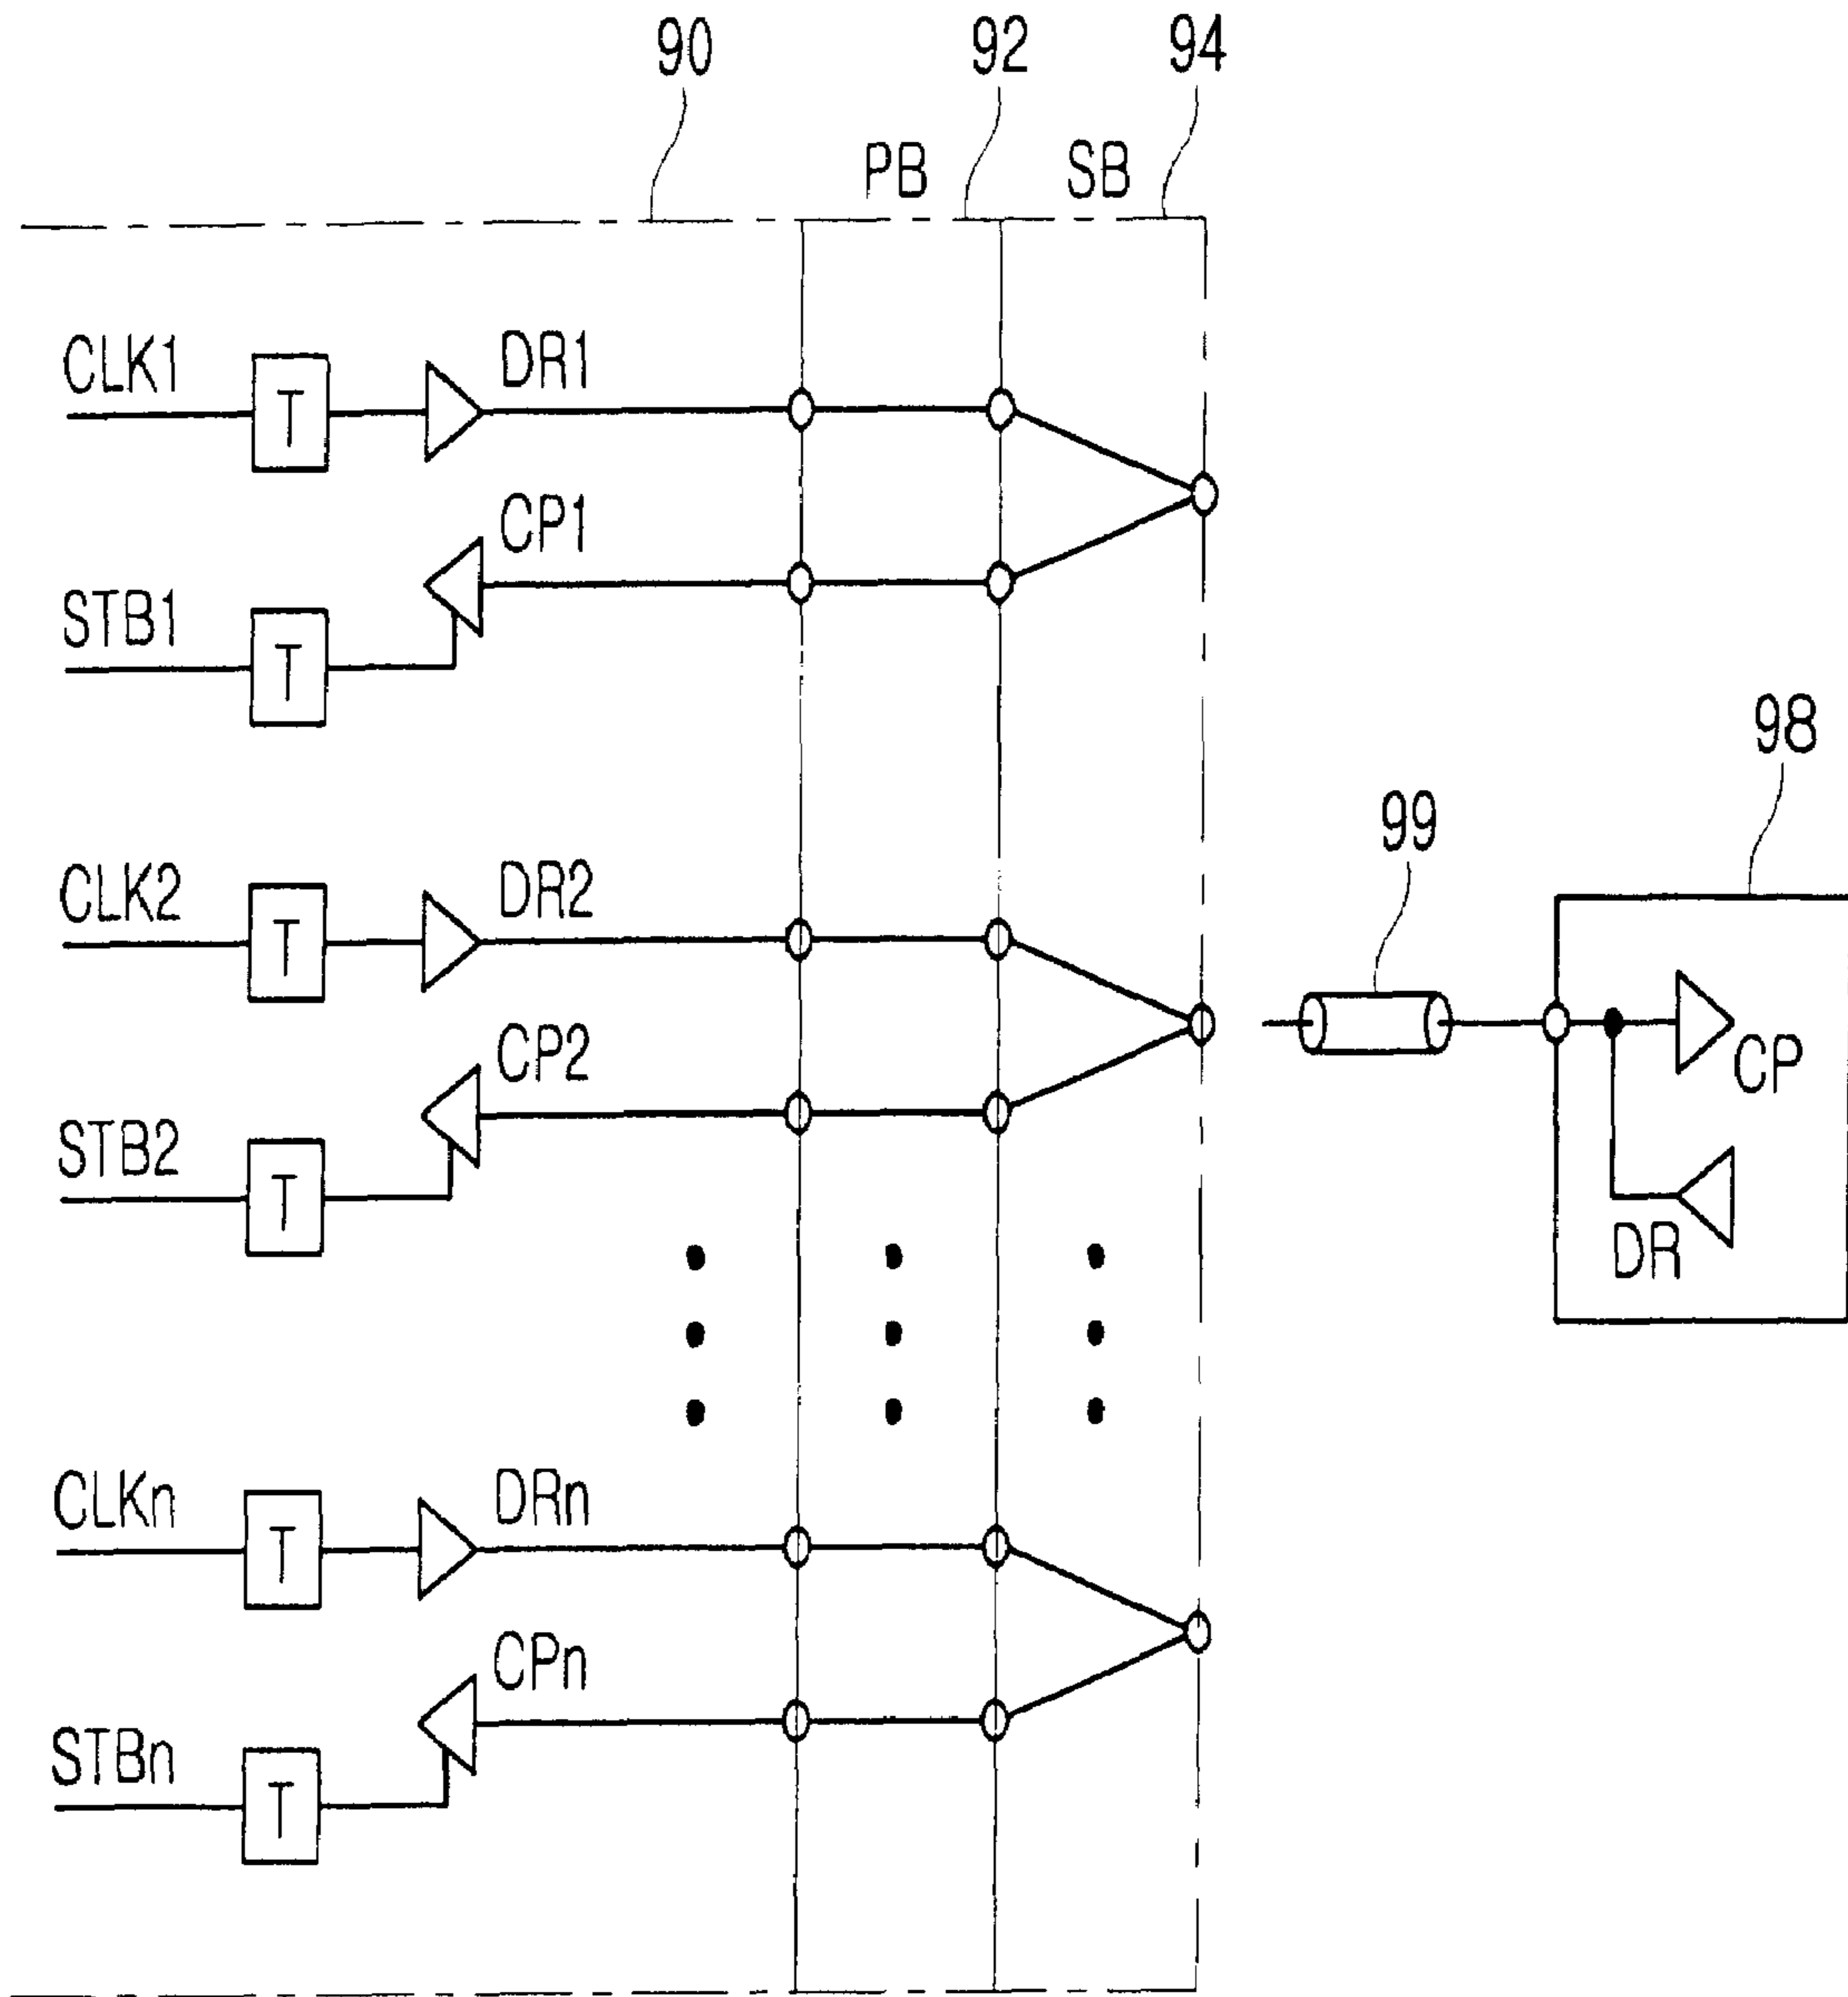 90
92
94
PB
SB
CLK1
T
DR1
CP1
STB1
T
98
99
CLK2
T
DR2
CP2
CP
STB2
T
DR
CLKn
T
DRn
CPn
STBn
T